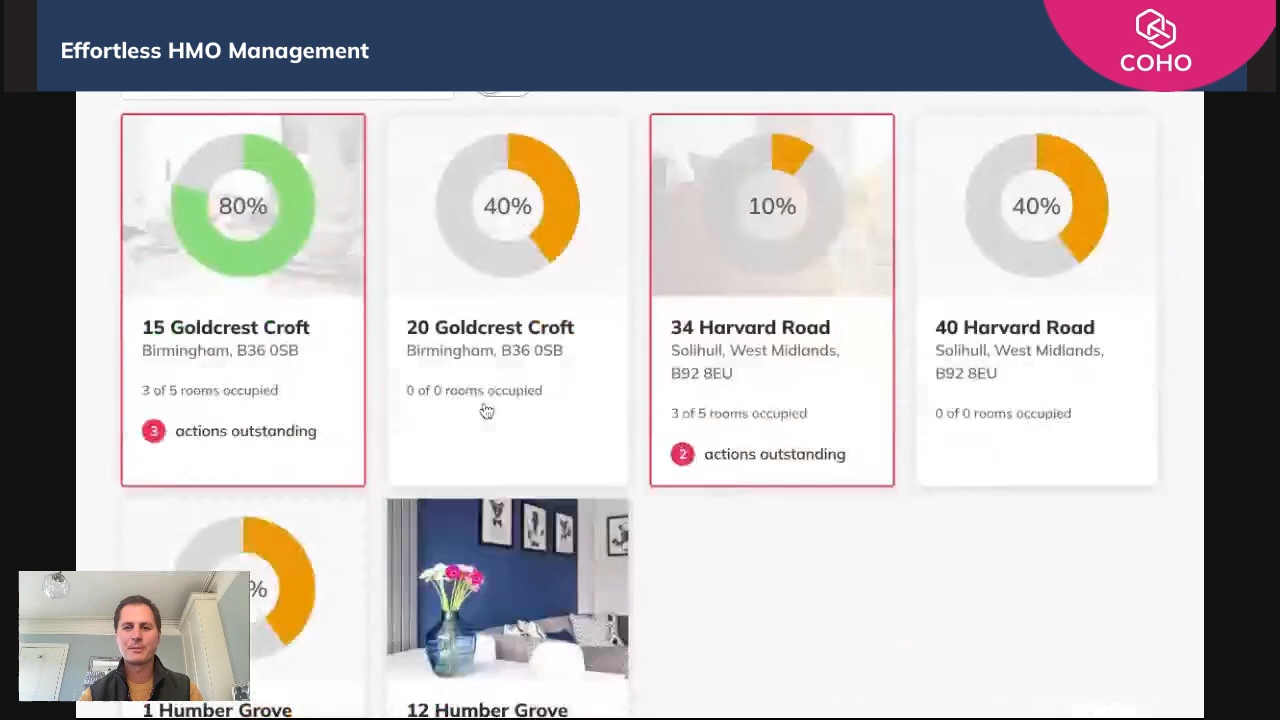 Effortless HMO Management
COHO
80%
40%
10%
40%
15 Goldcrest Croft
Birmingham, B36 0SB
3 of 5 rooms occupied
3 actions outstanding
20 Goldcrest Croft
Birmingham, B36 0SB
0 of 0 rooms occupied
34 Harvard Road
Solihull, West Midlands,
B92 8EU
3 of 5 rooms occupied
2 actions outstanding
40 Harvard Road
Solihull, West Midlands,
B92 8EU
0 of 0 rooms occupied
%
1 Humber Grove
12 Humber Grove